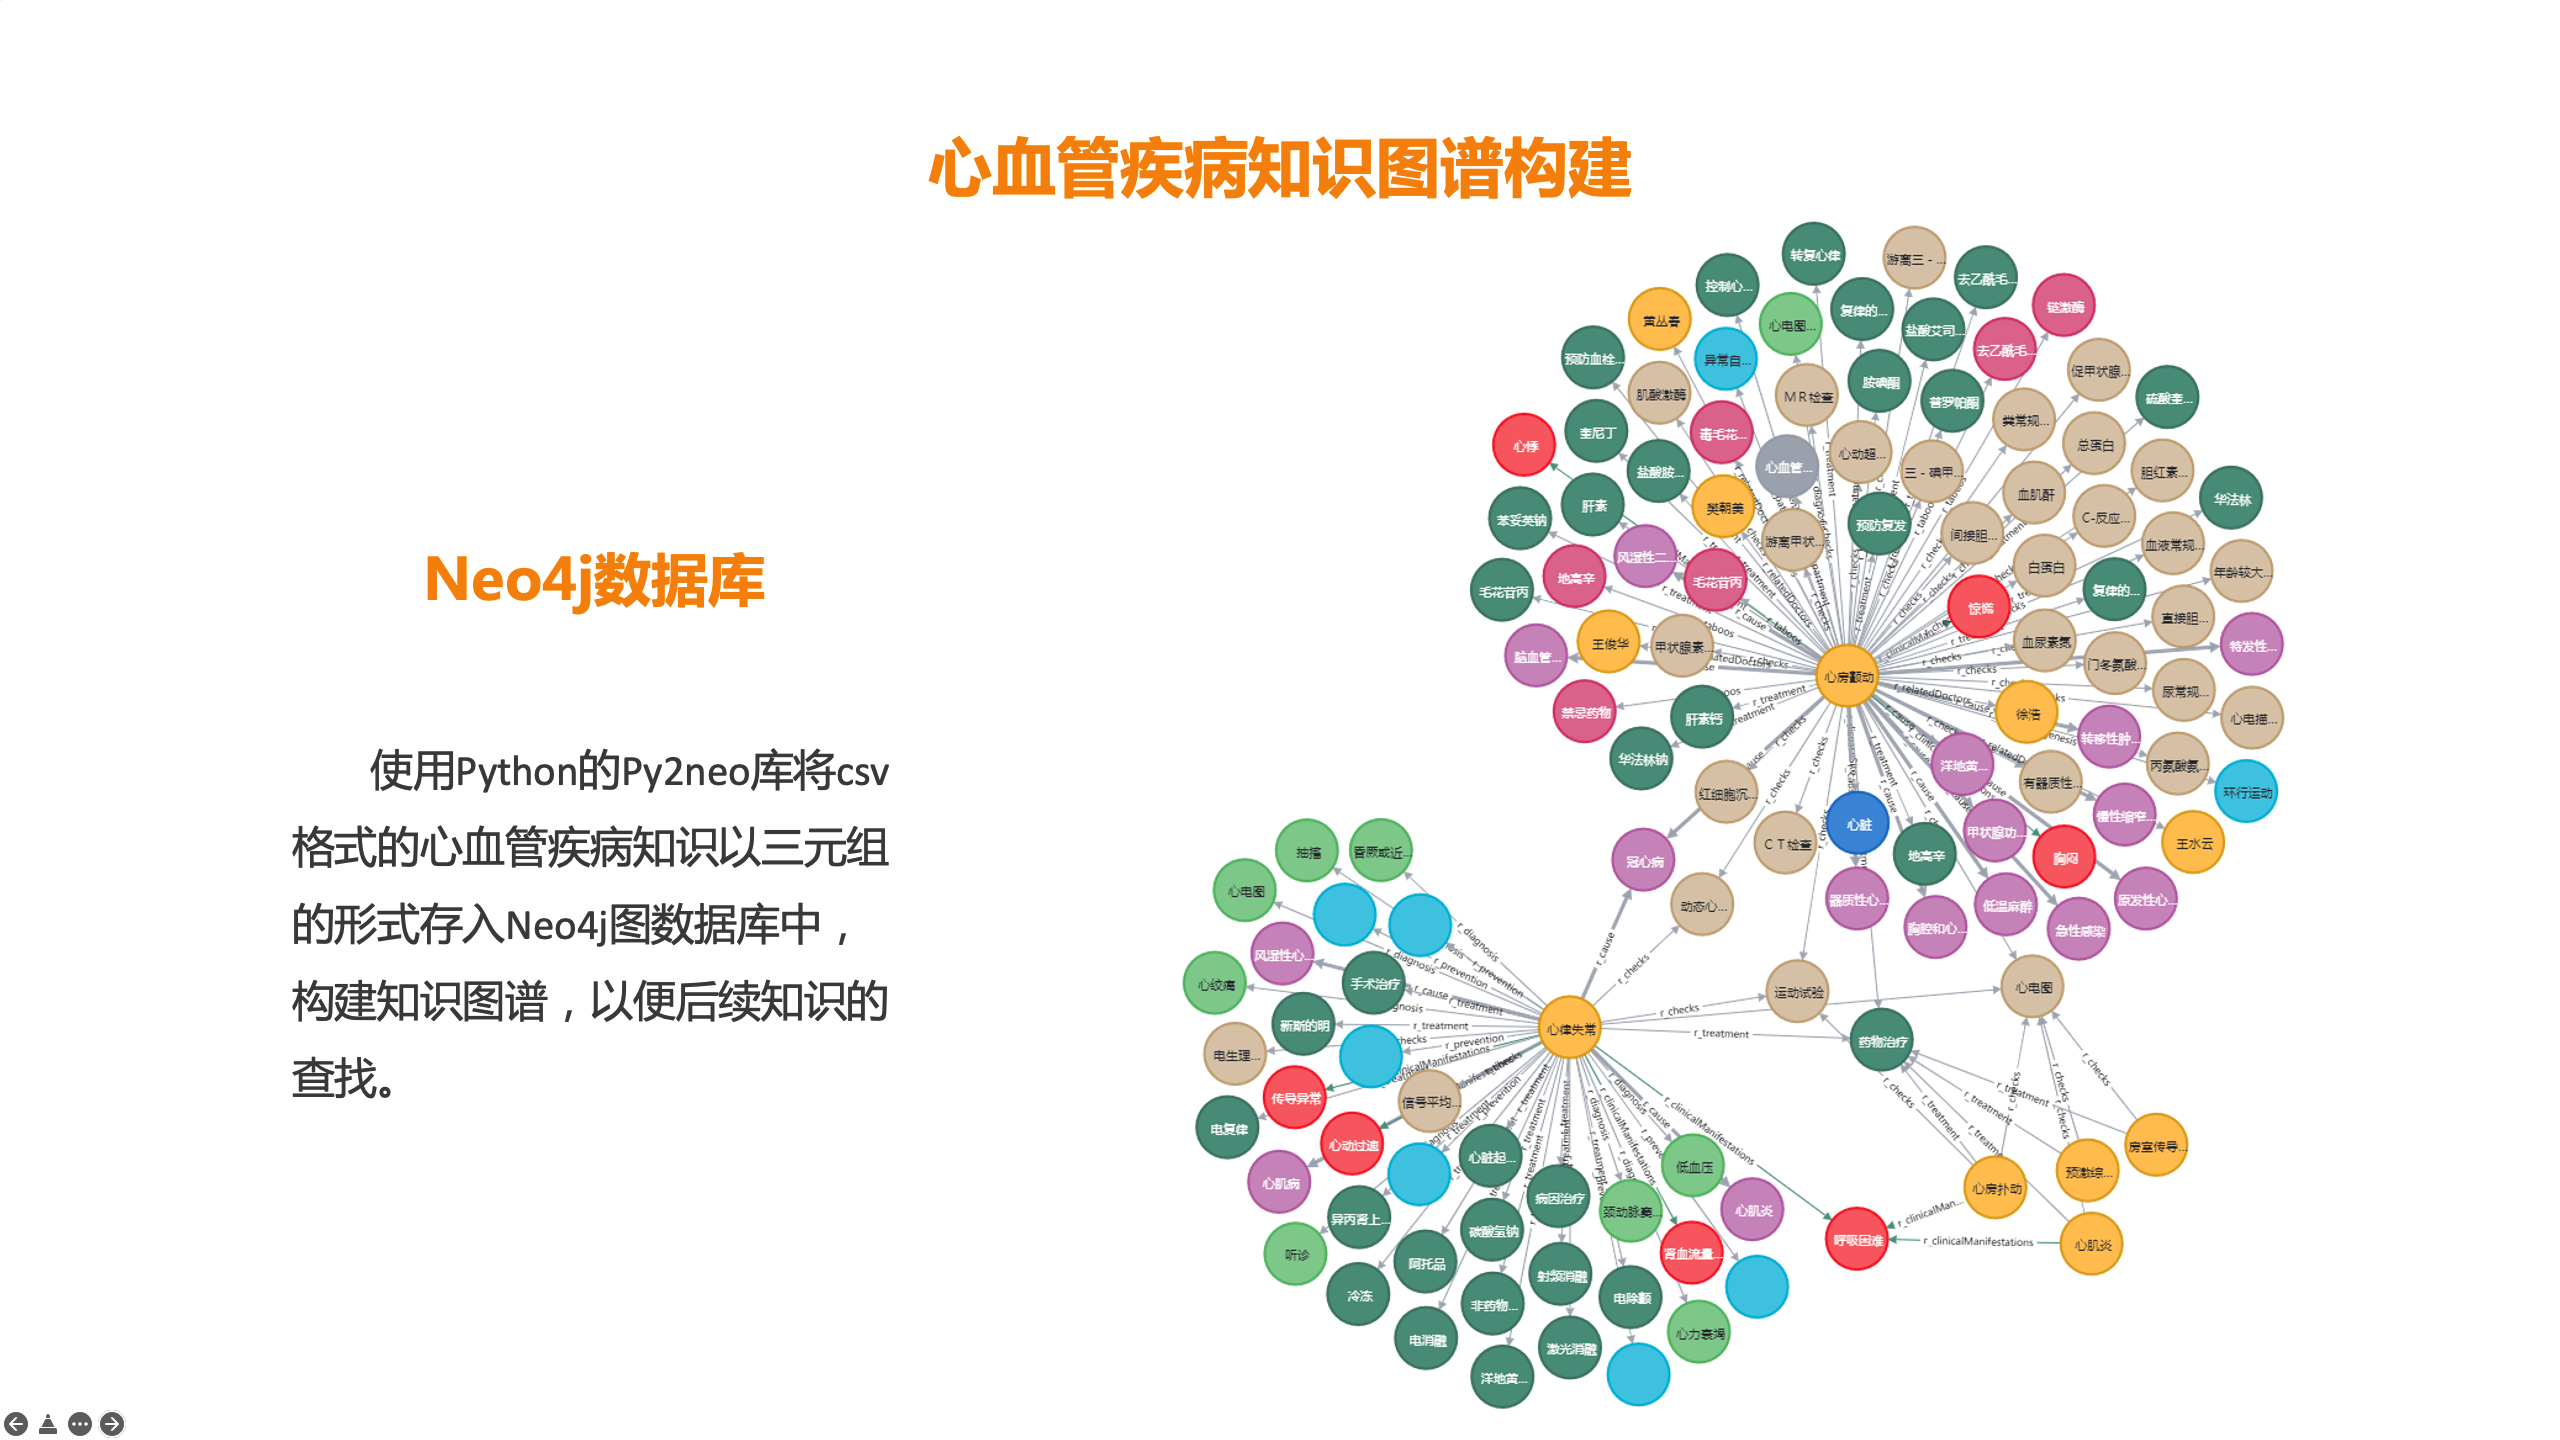 心血管疾病知识图谱构建
Neo4j数据库
使用Python的Py2neo库将csv
格式的心血管疾病知识以三元组
的形式存入Neo4j图数据库中，
构建知识图谱，以便后续知识的
查找。
转复心律
游离三 - ...
控制心...
去乙酰毛...
链激酶
黄丛春
心电图...
复律的...
盐酸艾司...
去乙酰毛...
预防血栓...
异常自...
促甲状腺...
肌酸激酶
MR检查
胺碘酮
普罗帕酮
硫酸奎...
心悸
奎尼丁
毒毛花...
粪常规...
总蛋白
盐酸胺...
心血管...
心动超...
三 - 碘甲...
胆红素...
苯妥英钠
肝素
樊朝美
预防复发
血肌酐
华法林
风湿性二...
游离甲状...
间接胆...
C-反应...
血液常规...
毛花苷丙
地高辛
毛花苷丙
惊慌
白蛋白
复律的...
年龄较大...
脑血管...
王俊华
甲状腺素...
心房颤动
血尿素氮
门冬氨酸...
直接胆...
特发性...
禁忌药物
肝素钙
徐浩
尿常规...
心电描...
华法林钠
洋地黄...
转移性肿...
红细胞沉...
有器质性...
丙氨酸氨...
环行运动
冠心病
CT检查
心脏
地高辛
甲状腺功...
慢性缩窄...
王水云
胸闷
抽搐
昏厥或近...
心电图
动态心...
器质性心...
胸腔和心...
低温麻醉
急性感染
原发性心...
风湿性心...
r_cause
r_checks
r_diagnosis
心绞痛
手术治疗
运动试验
心电图
r_checks
新斯的明
r_treatment
心律失常
r_treatment
药物治疗
电生理...
r_prevention
传导异常
信号平均...
电复律
心动过速
r_clinicalManifestations
r_checks
r_treatment
心肌病
心脏起...
低血压
房室传导...
预激综...
异丙肾上...
病因治疗
颈动脉窦...
心肌炎
心房扑动
听诊
阿托品
碳酸氢钠
肾血流量...
呼吸困难
r_clinicalMan...
r_clinicalManifestations
心肌炎
冷冻
非药物...
射频消融
电除颤
电消融
激光消融
心力衰竭
洋地黄...